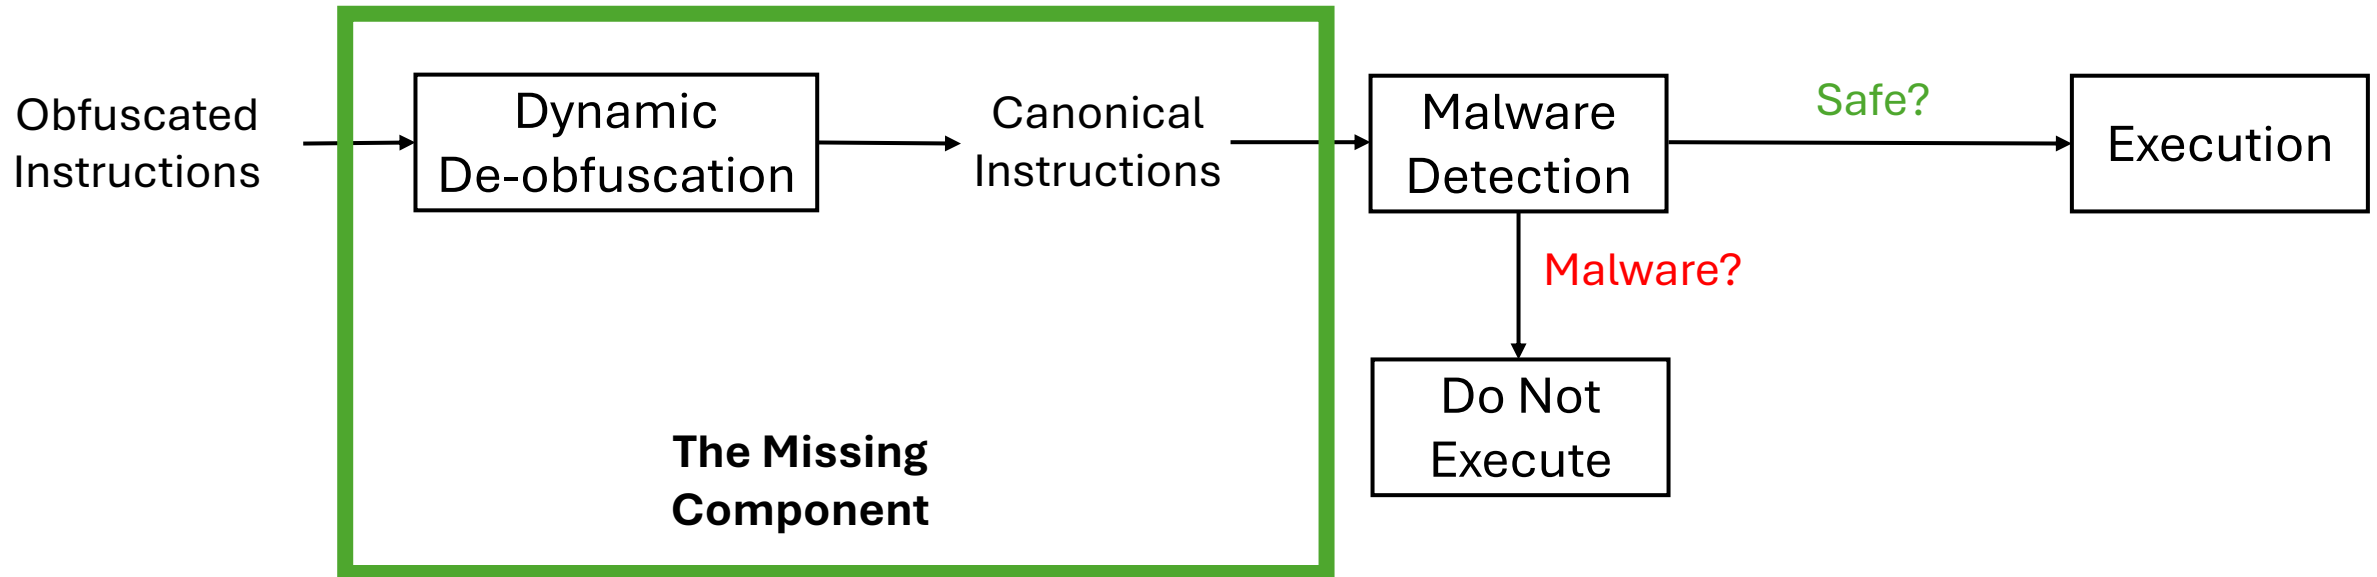 Obfuscated
Instructions
Dynamic
De-obfuscation
Canonical
Instructions
Malware
Detection
Safe?
Execution
Malware?
Do Not
Execute
The Missing
Component